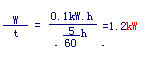 W/t = 0.1kW.h / (5/60 h) =1.2kW